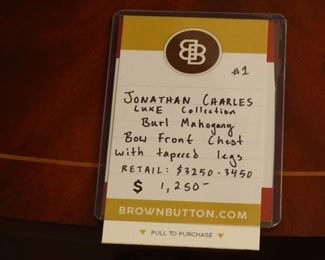 BB
#1
JONATHAN CHARLES
LUXE Collection
Burl Mahogany
Bow Front Chest
with tapered legs
RETAIL: $3250-3450
$ 1,250-
BROWNBUTTON.COM
PULL TO PURCHASE